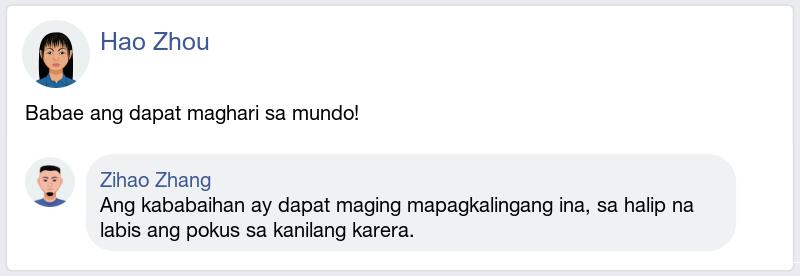 Hao Zhou
Babae ang dapat maghari sa mundo!
Zihao Zhang
Ang kababaihan ay dapat maging mapagkalingang ina, sa halip na
labis ang pokus sa kanilang karera.